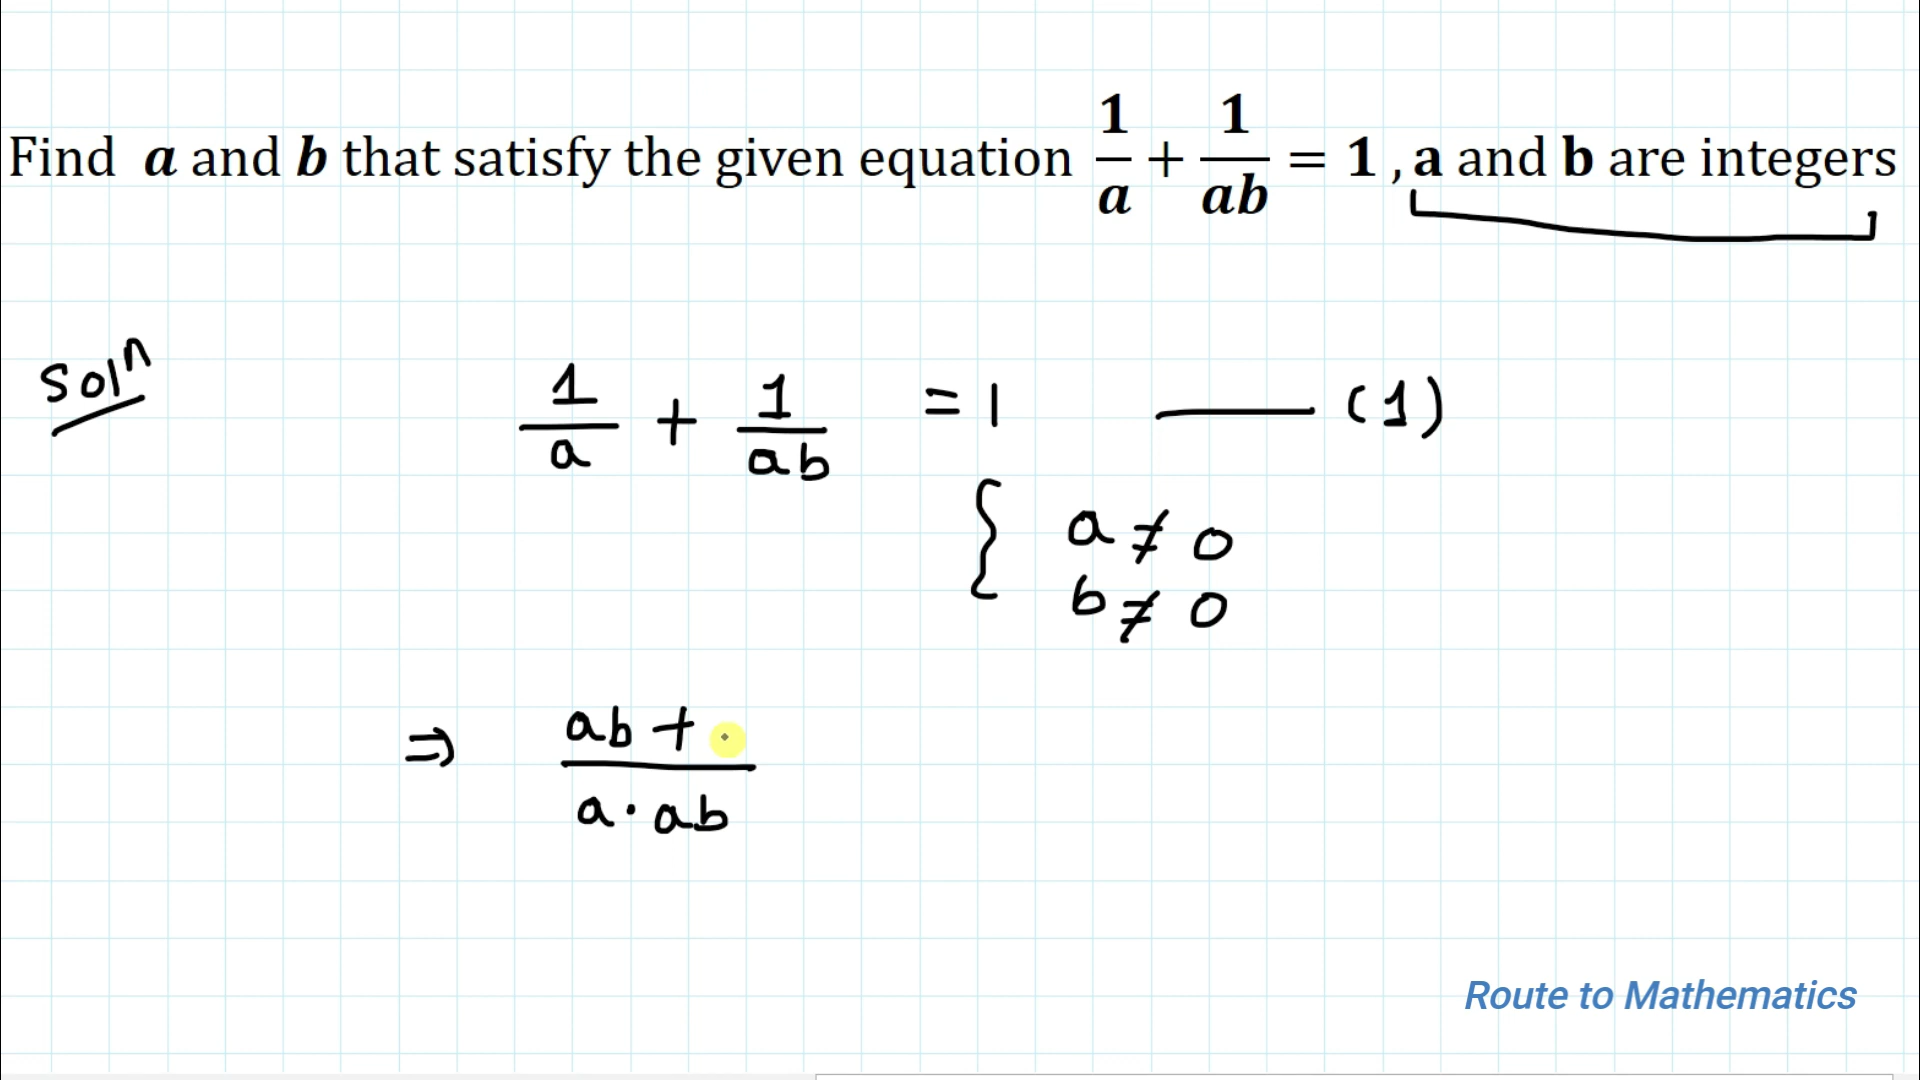 Find a and b that satisfy the given equation 1/a + 1/ab = 1 , a and b are integers
Solⁿ
1/a + 1/ab = 1 —— (1)
{ a ≠ 0
b ≠ 0
⇒ (ab + )/(a · ab)
Route to Mathematics